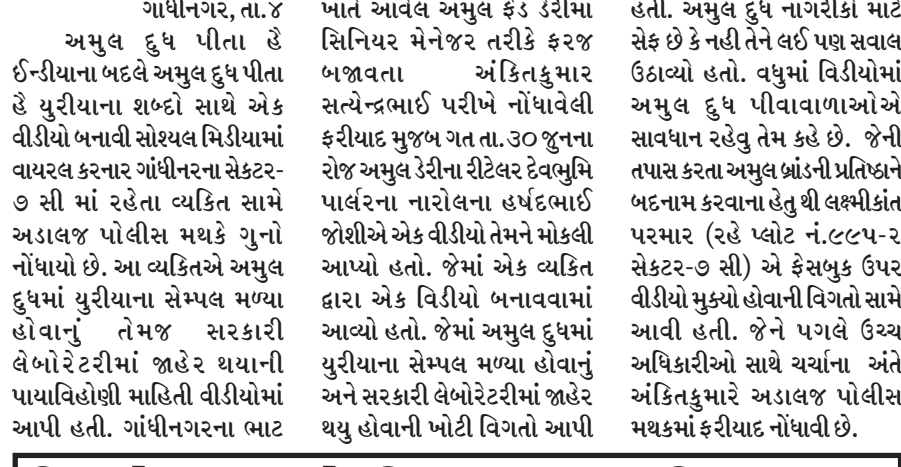 ગાંધીનગર, તા.૪
અમુલ દુધ પીતા હૈ
ઈન્ડીયાના બદલે અમુલ દુધ પીતા
હૈ યુરીયાના શબ્દો સાથે એક
વીડીયો બનાવી સોશ્યલ મિડીયામાં
વાયરલ કરનાર ગાંધીનગરના સેકટર-
૭ સી માં રહેતા વ્યકિત સામે
અડાલજ પોલીસ મથકે ગુનો
નોંધાયો છે. આ વ્યકિતએ અમુલ
દુધમાં યુરીયાના સેમ્પલ મળ્યા
હોવાનું તેમજ સરકારી
લેબોરેટરીમાં જાહેર થયાની
પાયાવિહોણી માહિતી વીડીયોમાં
આપી હતી. ગાંધીનગરના ભાટ
ખાતે આવેલ અમુલ ફેડ ડેરીમા
સિનિયર મેનેજર તરીકે ફરજ
બજાવતા અંકિતકુમાર
સત્યેન્દ્રભાઈ પરીખે નોંધાવેલી
ફરીયાદ મુજબ ગત તા.૩૦ જુનના
રોજ અમુલ ડેરીના રીટેલર દેવભુમિ
પાર્લરના નારોલના હર્ષદભાઈ
જોશીએ એક વીડીયો તેમને મોકલી
આપ્યો હતો. જેમાં એક વ્યકિત
દ્વારા એક વિડીયો બનાવવામાં
આવ્યો હતો. જેમાં અમુલ દુધમાં
યુરીયાના સેમ્પલ મળ્યા હોવાનું
અને સરકારી લેબોરેટરીમાં જાહેર
થયુ હોવાની ખોટી વિગતો આપી
હતી. અમુલ દુધ નાગરીકો માટે
સેફ છે કે નહી તેને લઈ પણ સવાલ
ઉઠાવ્યો હતો. વધુમાં વિડીયોમાં
અમુલ દુધ પીવાવાળાઓએ
સાવધાન રહેવુ તેમ કહે છે. જેની
તપાસ કરતા અમુલ બ્રાંડની પ્રતિષ્ઠાને
બદનામ કરવાના હેતુ થી લક્ષ્મીકાંત
પરમાર (રહે પ્લોટ નં.૯૯૫-૨
સેકટર-૭ સી) એ ફેસબુક ઉપર
વીડીયો મુક્યો હોવાની વિગતો સામે
આવી હતી. જેને પગલે ઉચ્ચ
અધિકારીઓ સાથે ચર્ચાના અંતે
અંકિતકુમારે અડાલજ પોલીસ
મથકમાં ફરીયાદ નોંધાવી છે.